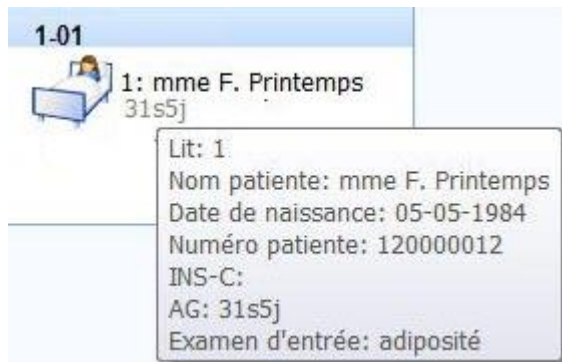 1-01
1: mme F. Printemps
31s5j
Lit: 1
Nom patiente: mme F. Printemps
Date de naissance: 05-05-1984
Numéro patiente: 120000012
INS-C:
AG: 31s5j
Examen d'entrée: adiposité